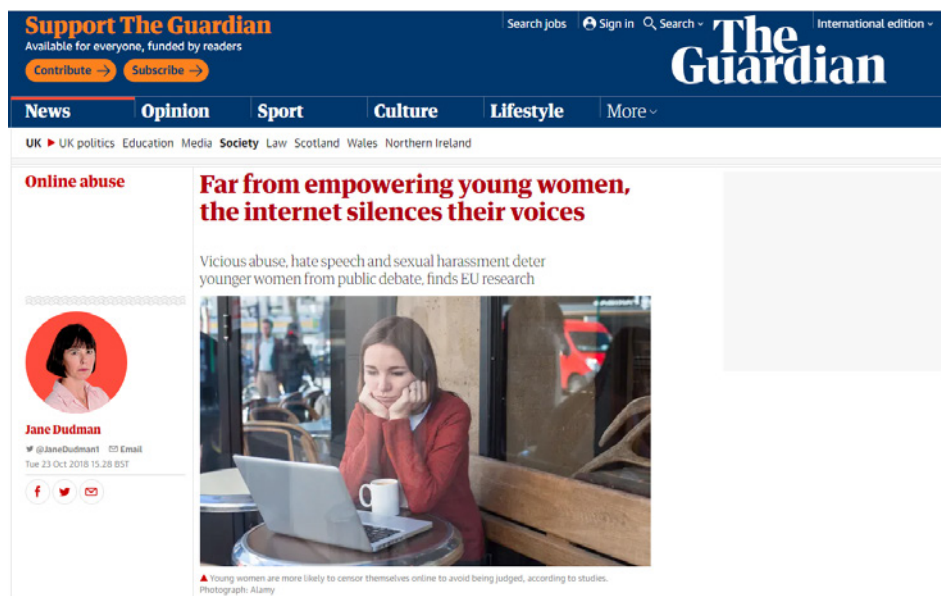 Support The Guardian
Available for everyone, funded by readers
Contribute →
Subscribe →
Search jobs
Sign in
Search
International edition
The
Guardian
News
Opinion
Sport
Culture
Lifestyle
More
UK ▶ UK politics Education Media Society Law Scotland Wales Northern Ireland
Online abuse
Far from empowering young women,
the internet silences their voices
Vicious abuse, hate speech and sexual harassment deter
younger women from public debate, finds EU research
Jane Dudman
@JaneDudman1
Email
Tue 23 Oct 2018 15.28 BST
▲ Young women are more likely to censor themselves online to avoid being judged, according to studies.
Photograph: Alamy